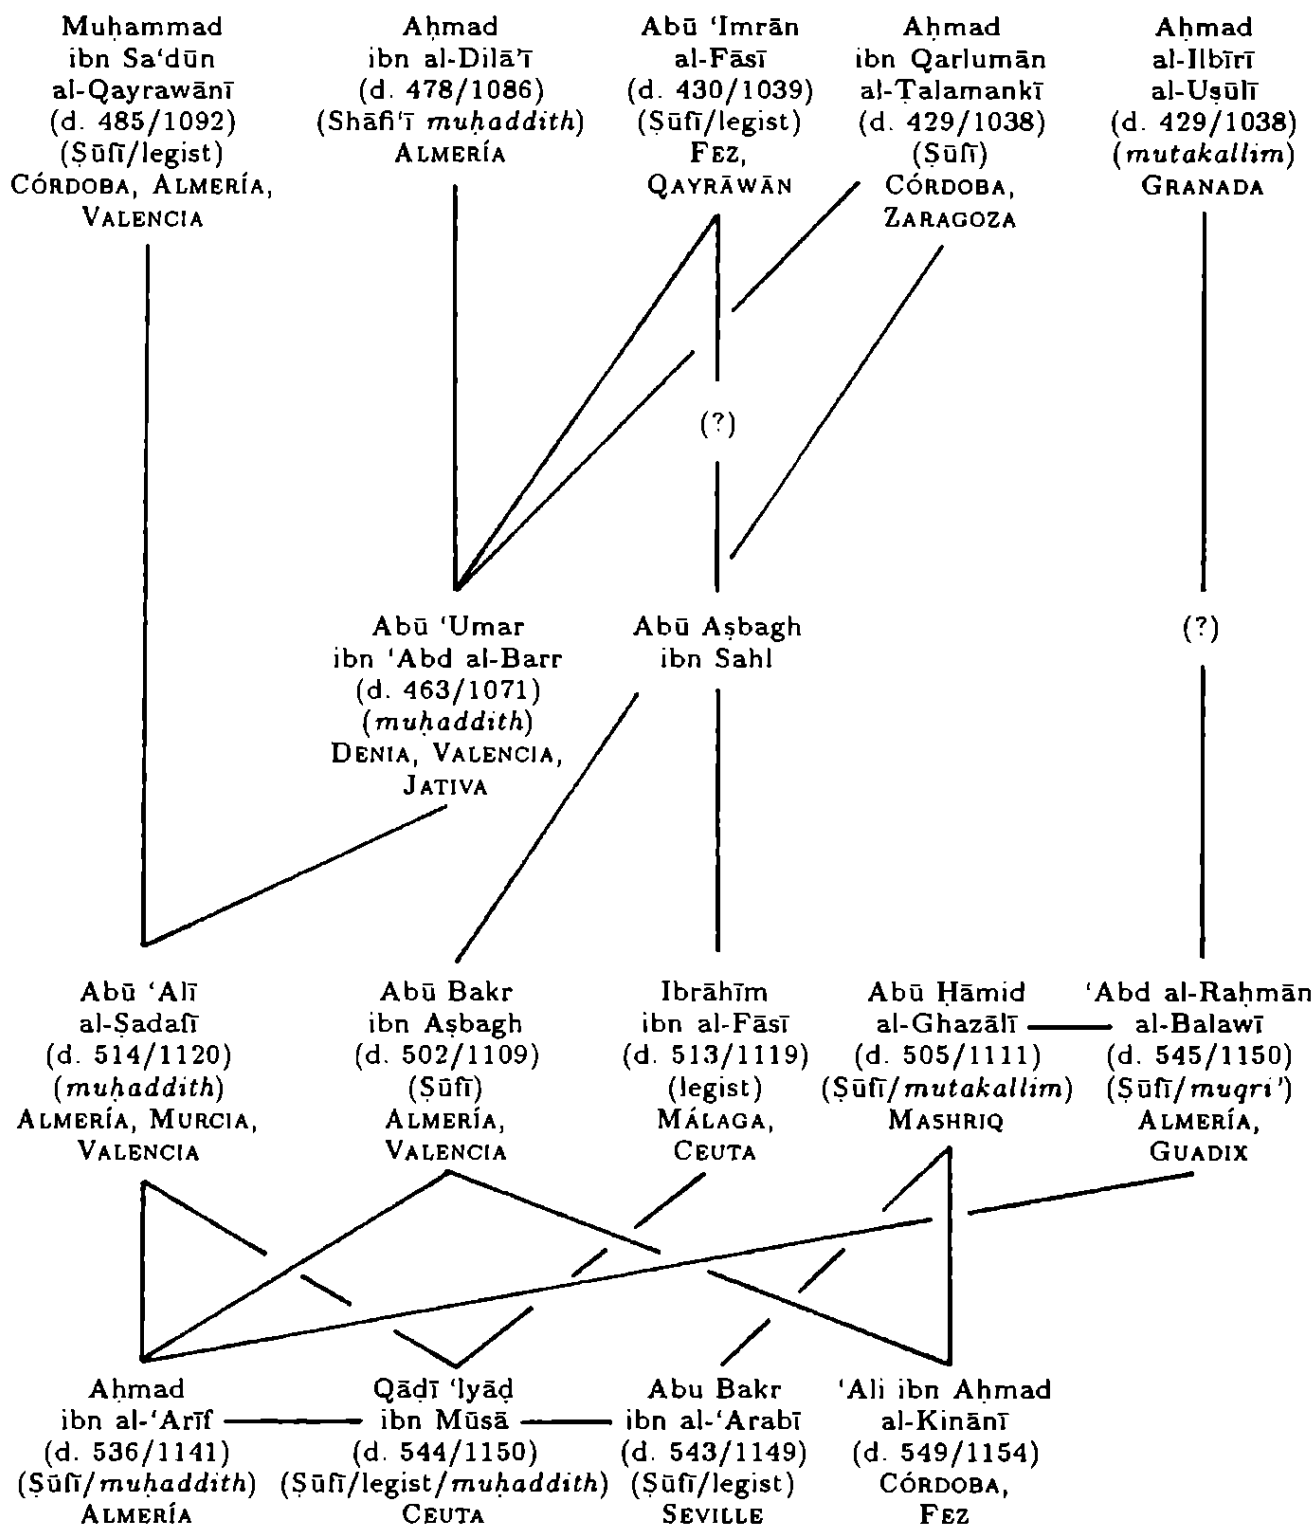 Muḥammad
ibn Sa‘dūn
al-Qayrawānī
(d. 485/1092)
(Ṣūfī/legist)
CÓRDOBA, ALMERÍA,
VALENCIA
Aḥmad
ibn al-Dilā’ī
(d. 478/1086)
(Shāfi‘ī muḥaddith)
ALMERÍA
Abū ‘Imrān
al-Fāsī
(d. 430/1039)
(Ṣūfī/legist)
FEZ,
QAYRĀWĀN
Aḥmad
ibn Qarlumān
al-Ṭalamankī
(d. 429/1038)
(Ṣūfī)
CÓRDOBA,
ZARAGOZA
Aḥmad
al-Ilbīrī
al-Uṣūlī
(d. 429/1038)
(mutakallim)
GRANADA
(?)
Abū ‘Umar
ibn ‘Abd al-Barr
(d. 463/1071)
(muḥaddith)
DENIA, VALENCIA,
JATIVA
Abū Aṣbagh
ibn Sahl
(?)
Abū ‘Alī
al-Ṣadafī
(d. 514/1120)
(muḥaddith)
ALMERÍA, MURCIA,
VALENCIA
Abū Bakr
ibn Aṣbagh
(d. 502/1109)
(Ṣūfī)
ALMERÍA,
VALENCIA
Ibrāhīm
ibn al-Fāsī
(d. 513/1119)
(legist)
MÁLAGA,
CEUTA
Abū Ḥāmid
al-Ghazālī
(d. 505/1111)
(Ṣūfī/mutakallim)
MASHRIQ
‘Abd al-Raḥmān
al-Balawī
(d. 545/1150)
(Ṣūfī/muqri’)
ALMERÍA,
GUADIX
Aḥmad
ibn al-‘Arīf
(d. 536/1141)
(Ṣūfī/muḥaddith)
ALMERÍA
Qāḍī ‘Iyāḍ
ibn Mūsā
(d. 544/1150)
(Ṣūfī/legist/muḥaddith)
CEUTA
Abu Bakr
ibn al-‘Arabī
(d. 543/1149)
(Ṣūfī/legist)
SEVILLE
‘Ali ibn Aḥmad
al-Kinānī
(d. 549/1154)
CÓRDOBA,
FEZ